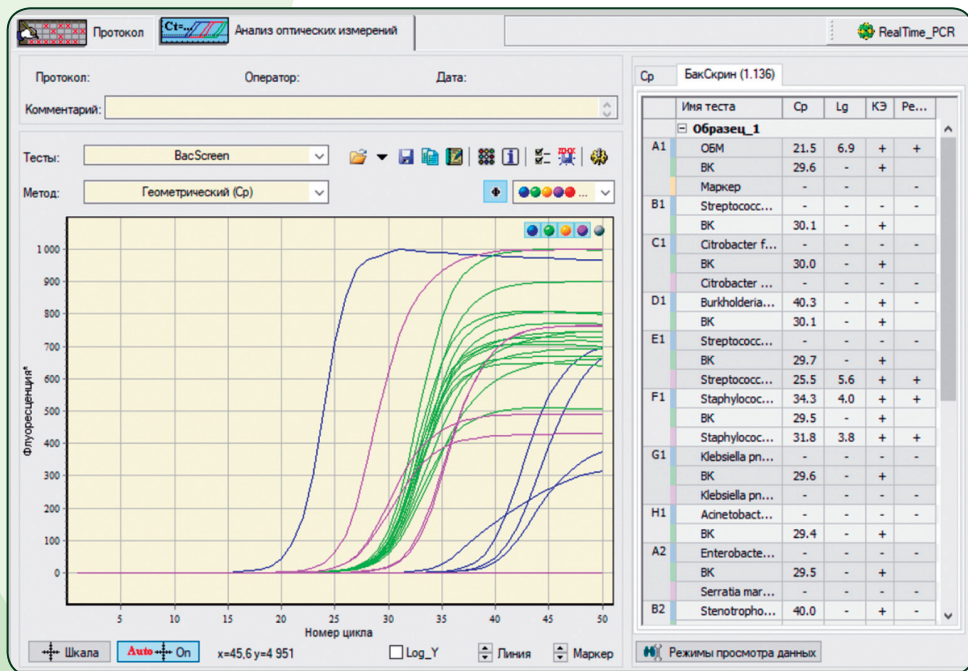 Протокол
Ct=...
Анализ оптических измерений
RealTime_PCR
Протокол: Оператор: Дата:
Комментарий:
Тесты: BacScreen
Метод: Геометрический (Cp)
...
Флуоресценция*
1 000
900
800
700
600
500
400
300
200
100
0
5 10 15 20 25 30 35 40 45 50
Номер цикла
Шкала Auto On x=45,6 y=4 951 Log_Y Линия Маркер
Ср БакСкрин (1.136)
Имя теста Cp Lg КЭ Ре...
Образец_1
A1 ОБМ 21.5 6.9 + +
ВК 29.6 - +
Маркер - - -
B1 Streptococc... - - - -
ВК 30.1 - +
C1 Citrobacter f... - - - -
ВК 30.0 - +
Citrobacter ... - - - -
D1 Burkholderia... 40.3 - + -
ВК 30.1 - +
E1 Streptococc... - - - -
ВК 29.7 - +
Streptococc... 25.5 5.6 + +
F1 Staphylococ... 34.3 4.0 + +
ВК 29.5 - +
Staphylococ... 31.8 3.8 + +
G1 Klebsiella pn... - - - -
ВК 29.6 - +
Klebsiella pn... - - - -
H1 Acinetobact... - - - -
ВК 29.4 - +
A2 Enterobacte... - - - -
ВК 29.5 - +
Serratia mar... - - - -
B2 Stenotropho... 40.0 - + -
Режимы просмотра данных